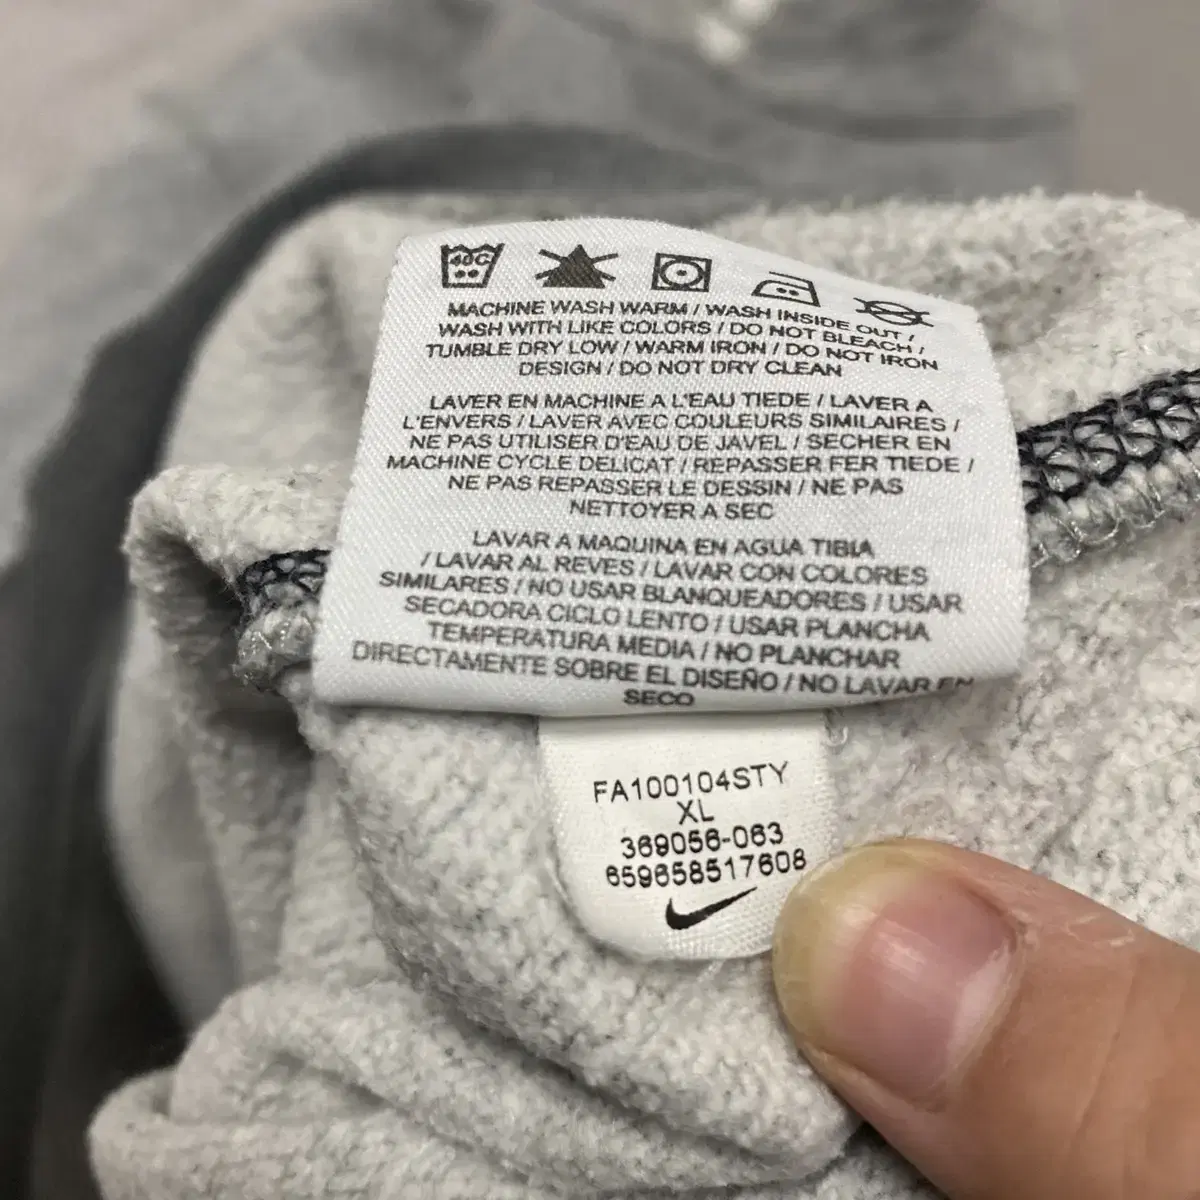 40C
MACHINE WASH WARM / WASH INSIDE OUT /
WASH WITH LIKE COLORS / DO NOT BLEACH /
TUMBLE DRY LOW / WARM IRON / DO NOT IRON
DESIGN / DO NOT DRY CLEAN
LAVER EN MACHINE A L'EAU TIEDE / LAVER A
L'ENVERS / LAVER AVEC COULEURS SIMILAIRES /
NE PAS UTILISER D'EAU DE JAVEL / SECHER EN
MACHINE CYCLE DELICAT / REPASSER FER TIEDE /
NE PAS REPASSER LE DESSIN / NE PAS
NETTOYER A SEC
LAVAR A MAQUINA EN AGUA TIBIA
/ LAVAR AL REVES / LAVAR CON COLORES
SIMILARES / NO USAR BLANQUEADORES / USAR
SECADORA CICLO LENTO / USAR PLANCHA
TEMPERATURA MEDIA / NO PLANCHAR
DIRECTAMENTE SOBRE EL DISEÑO / NO LAVAR EN
SECO
FA100104STY
XL
369056-063
659658517608